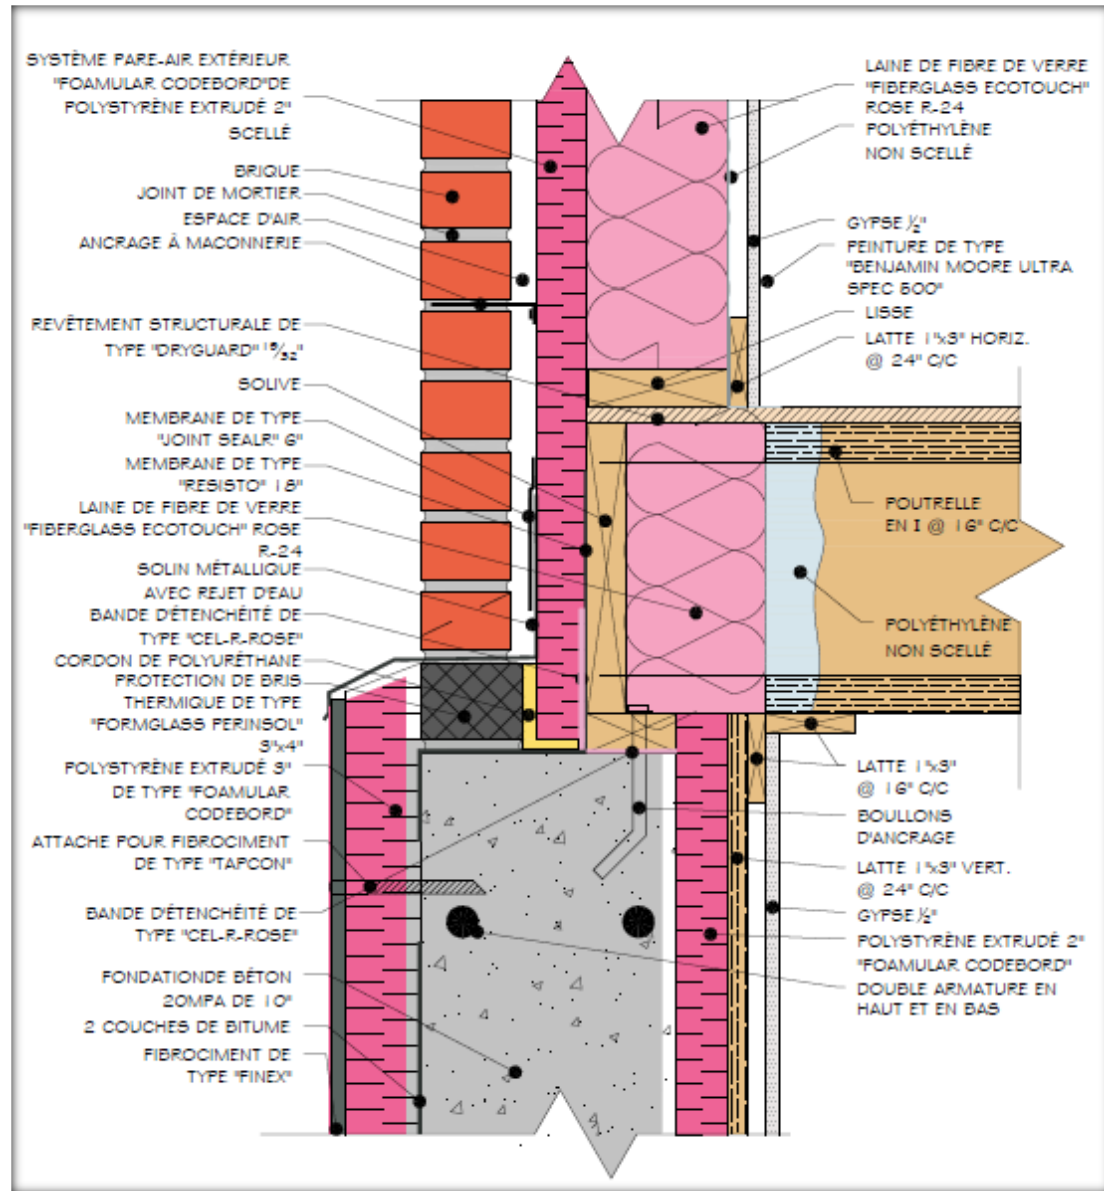 SYSTÈME PARE-AIR EXTÉRIEUR
"FOAMULAR CODEBORD"DE
POLYSTYRÈNE EXTRUDÉ 2"
SCELLÉ
BRIQUE
JOINT DE MORTIER
ESPACE D'AIR
ANCRAGE À MACONNERIE
REVÊTEMENT STRUCTURALE DE
TYPE "DRYGUARD" 19/32"
SOLIVE
MEMBRANE DE TYPE
"JOINT SEALR" 6"
MEMBRANE DE TYPE
"RESISTO" 18"
LAINE DE FIBRE DE VERRE
"FIBERGLASS ECOTOUCH" ROSE
R-24
SOLIN MÉTALLIQUE
AVEC REJET D'EAU
BANDE D'ÉTENCHÉITÉ DE
TYPE "CEL-R-ROSE"
CORDON DE POLYURÉTHANE
PROTECTION DE BRIS
THERMIQUE DE TYPE
"FORMGLASS PERINSOL"
3"x4"
POLYSTYRÈNE EXTRUDÉ 3"
DE TYPE "FOAMULAR
CODEBORD"
ATTACHE POUR FIBROCIMENT
DE TYPE "TAPCON"
BANDE D'ÉTENCHÉITÉ DE
TYPE "CEL-R-ROSE"
FONDATIONDE BÉTON
20MPA DE 10"
2 COUCHES DE BITUME
FIBROCIMENT DE
TYPE "FINEX"
LAINE DE FIBRE DE VERRE
"FIBERGLASS ECOTOUCH"
ROSE R-24
POLYÉTHYLÈNE
NON SCELLÉ
GYPSE ½"
PEINTURE DE TYPE
"BENJAMIN MOORE ULTRA
SPEC 500"
LISSE
LATTE 1"x3" HORIZ.
@ 24" C/C
POUTRELLE
EN I @ 16" C/C
POLYÉTHYLÈNE
NON SCELLÉ
LATTE 1"x3"
@ 16" C/C
BOULLONS
D'ANCRAGE
LATTE 1"x3" VERT.
@ 24" C/C
GYPSE ½"
POLYSTYRÈNE EXTRUDÉ 2"
"FOAMULAR CODEBORD"
DOUBLE ARMATURE EN
HAUT ET EN BAS